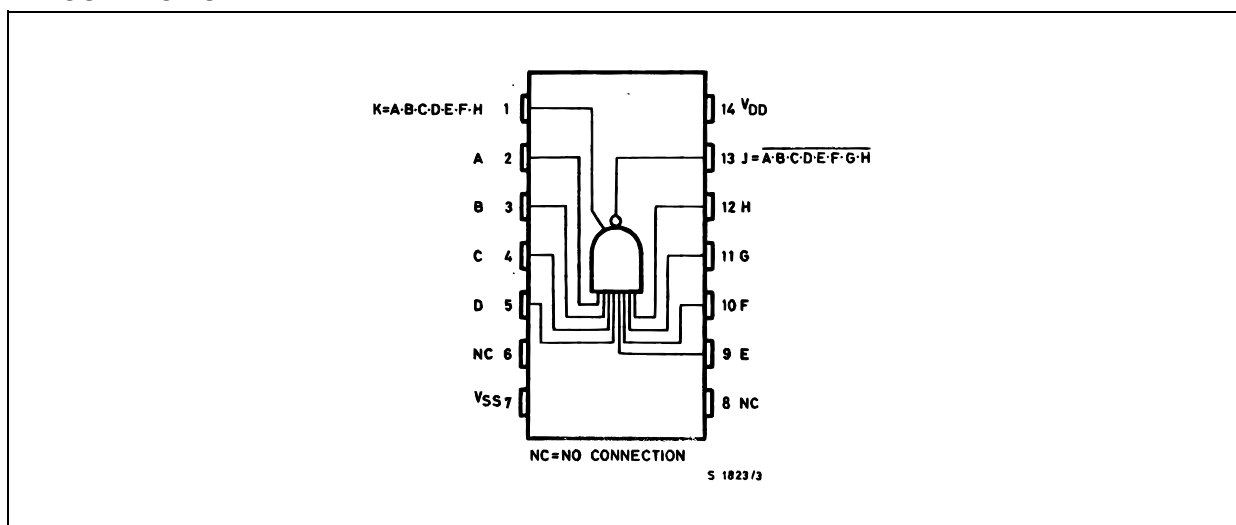 K=A·B·C·D·E·F·H 1
A 2
B 3
C 4
D 5
NC 6
VSS 7
14 VDD
13 J=A·B·C·D·E·F·G·H
12 H
11 G
10 F
9 E
8 NC
NC=NO CONNECTION
S 1823/3